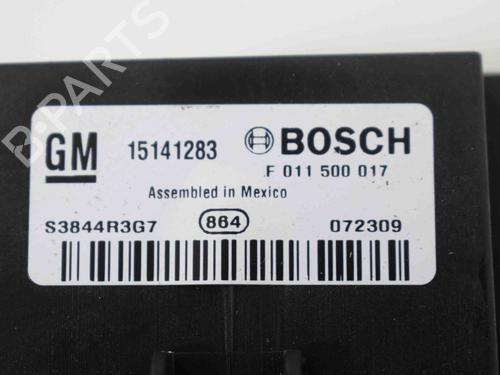 GM 15141283 BOSCH
F 011 500 017
Assembled in Mexico
S3844R3G7 864 072309
B-PARTS